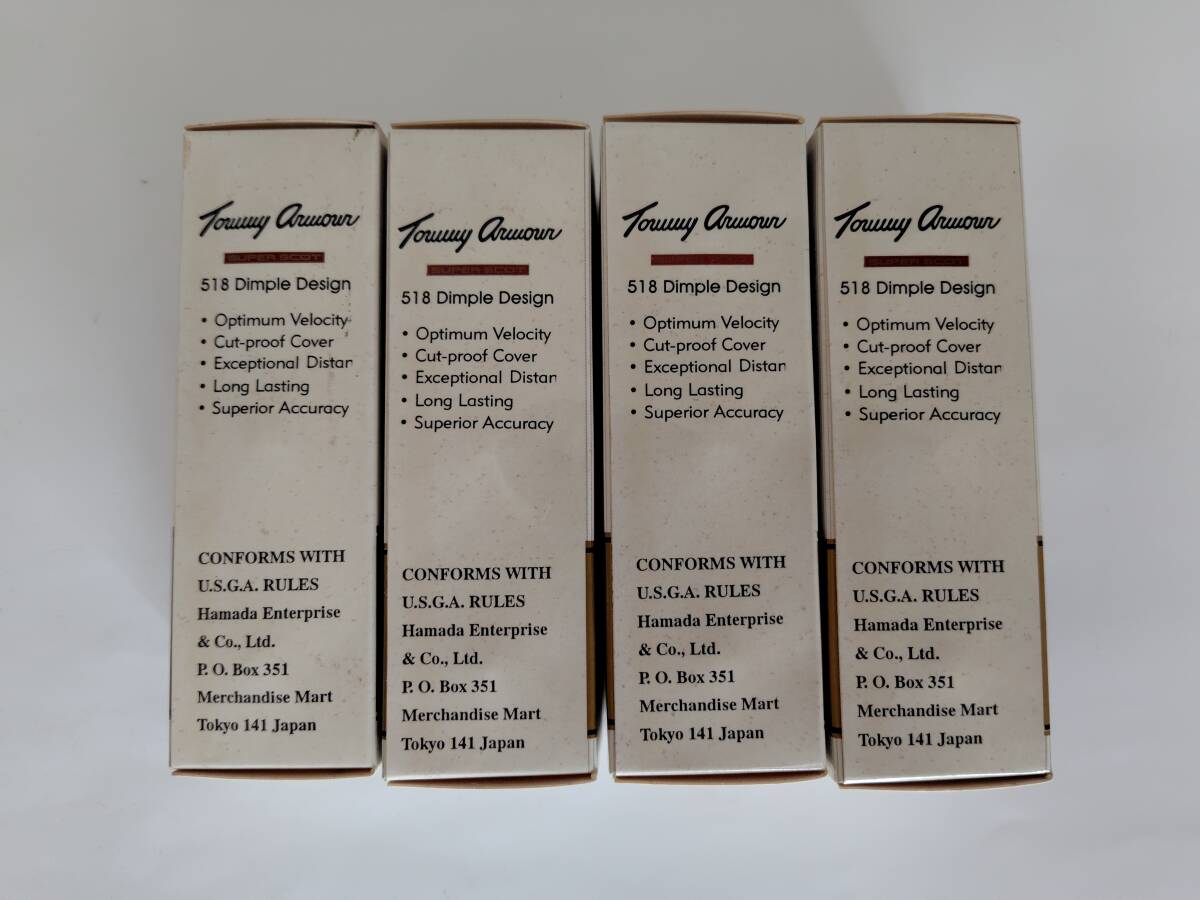 Tommy Armour
SUPER SCOT
518 Dimple Design
• Optimum Velocity
• Cut-proof Cover
• Exceptional Distan
• Long Lasting
• Superior Accuracy
CONFORMS WITH
U.S.G.A. RULES
Hamada Enterprise
& Co., Ltd.
P. O. Box 351
Merchandise Mart
Tokyo 141 Japan
Tommy Armour
SUPER SCOT
518 Dimple Design
• Optimum Velocity
• Cut-proof Cover
• Exceptional Distan
• Long Lasting
• Superior Accuracy
CONFORMS WITH
U.S.G.A. RULES
Hamada Enterprise
& Co., Ltd.
P. O. Box 351
Merchandise Mart
Tokyo 141 Japan
Tommy Armour
518 Dimple Design
• Optimum Velocity
• Cut-proof Cover
• Exceptional Distan
• Long Lasting
• Superior Accuracy
CONFORMS WITH
U.S.G.A. RULES
Hamada Enterprise
& Co., Ltd.
P. O. Box 351
Merchandise Mart
Tokyo 141 Japan
Tommy Armour
SUPER SCOT
518 Dimple Design
• Optimum Velocity
• Cut-proof Cover
• Exceptional Distan
• Long Lasting
• Superior Accuracy
CONFORMS WITH
U.S.G.A. RULES
Hamada Enterprise
& Co., Ltd.
P. O. Box 351
Merchandise Mart
Tokyo 141 Japan